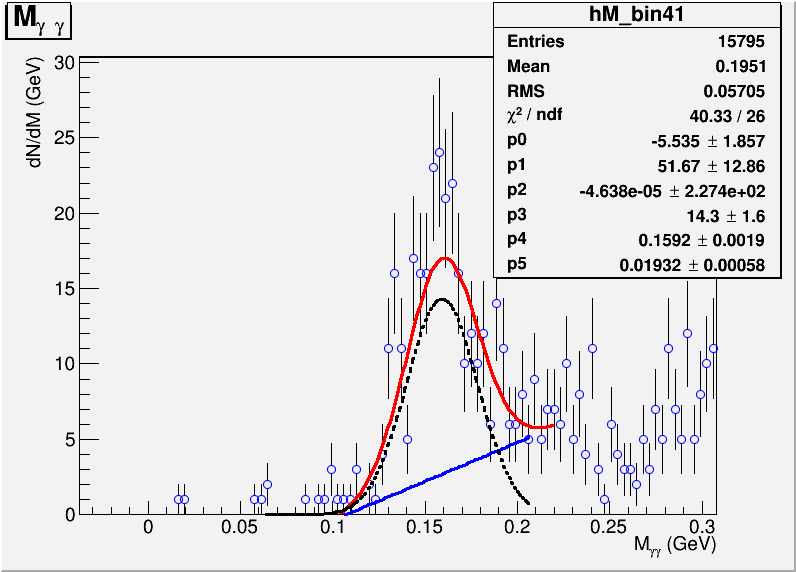 Mγ γ
hM_bin41
Entries 15795
Mean 0.1951
RMS 0.05705
χ² / ndf 40.33 / 26
p0 -5.535 ± 1.857
p1 51.67 ± 12.86
p2 -4.638e-05 ± 2.274e+02
p3 14.3 ± 1.6
p4 0.1592 ± 0.0019
p5 0.01932 ± 0.00058
dN/dM (GeV)
30
25
20
15
10
5
0
0 0.05 0.1 0.15 0.2 0.25 0.3
Mγγ (GeV)